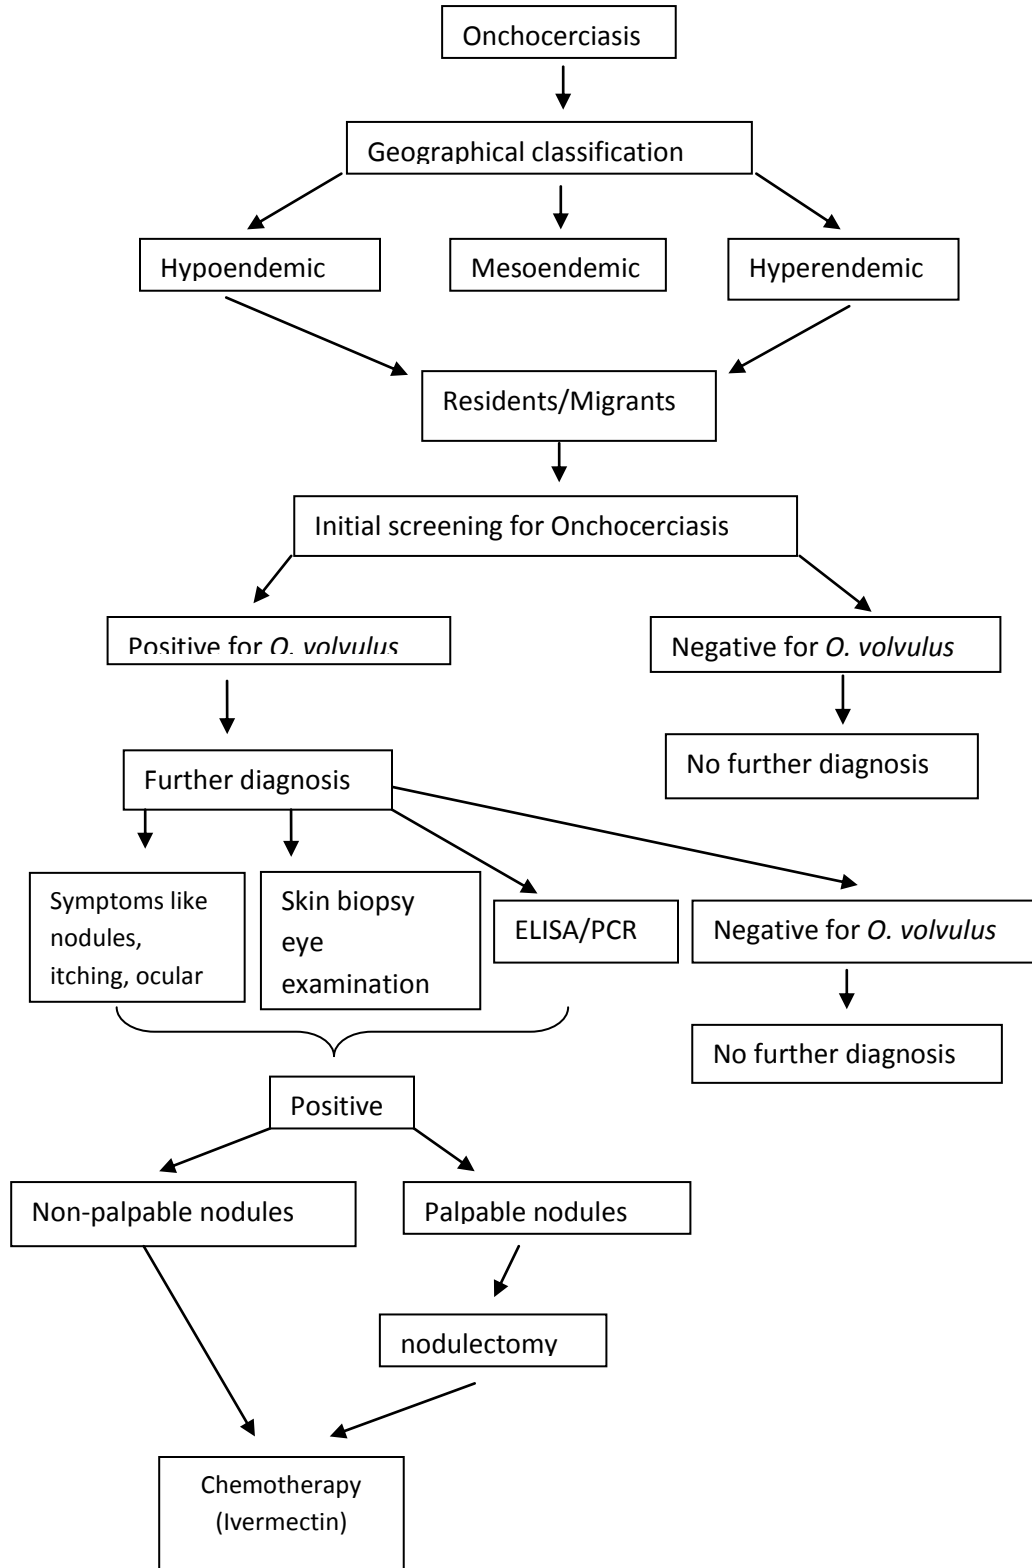 Onchocerciasis
Geographical classification
Hypoendemic
Mesoendemic
Hyperendemic
Residents/Migrants
Initial screening for Onchocerciasis
Positive for O. volvulus
Negative for O. volvulus
No further diagnosis
Further diagnosis
Symptoms like
nodules,
itching, ocular
Skin biopsy
eye
examination
ELISA/PCR
Negative for O. volvulus
No further diagnosis
Positive
Non-palpable nodules
Palpable nodules
nodulectomy
Chemotherapy
(Ivermectin)